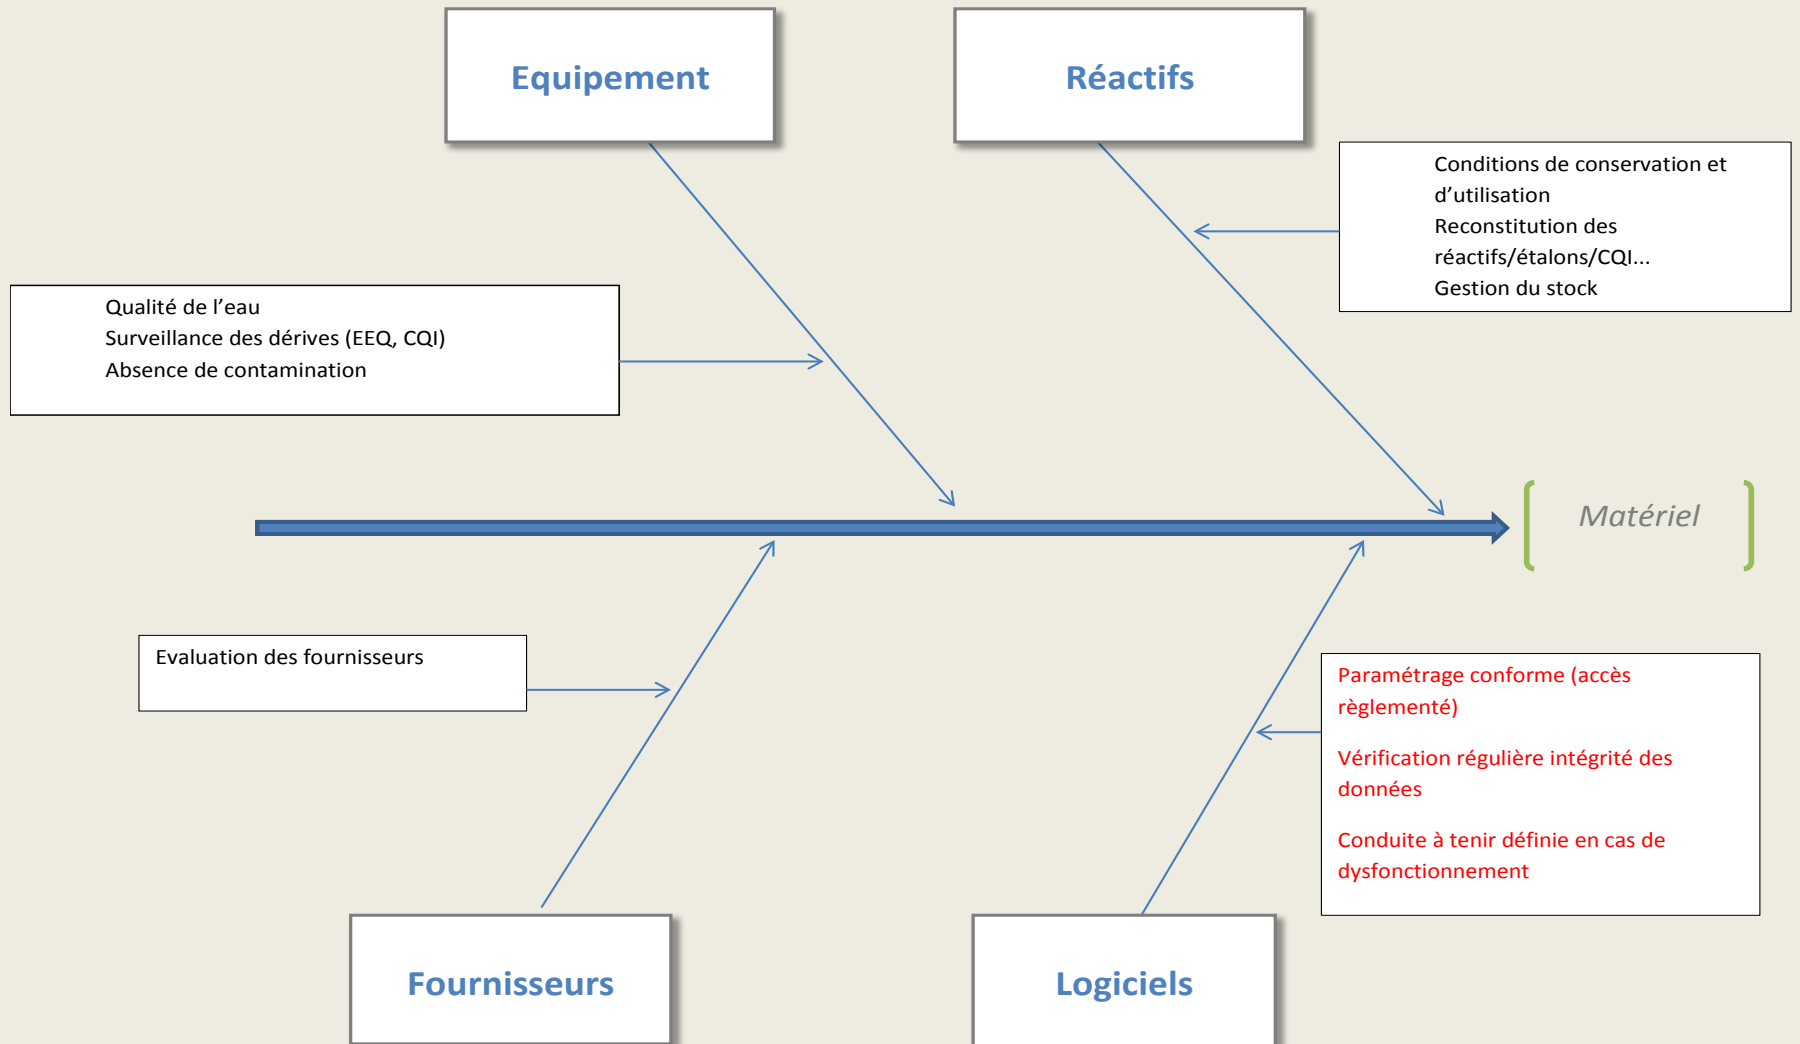 Equipement
Réactifs
Conditions de conservation et
d’utilisation
Reconstitution des
réactifs/étalons/CQI...
Gestion du stock
Qualité de l’eau
Surveillance des dérives (EEQ, CQI)
Absence de contamination
Matériel
Evaluation des fournisseurs
Paramétrage conforme (accès
règlementé)
Vérification régulière intégrité des
données
Conduite à tenir définie en cas de
dysfonctionnement
Fournisseurs
Logiciels